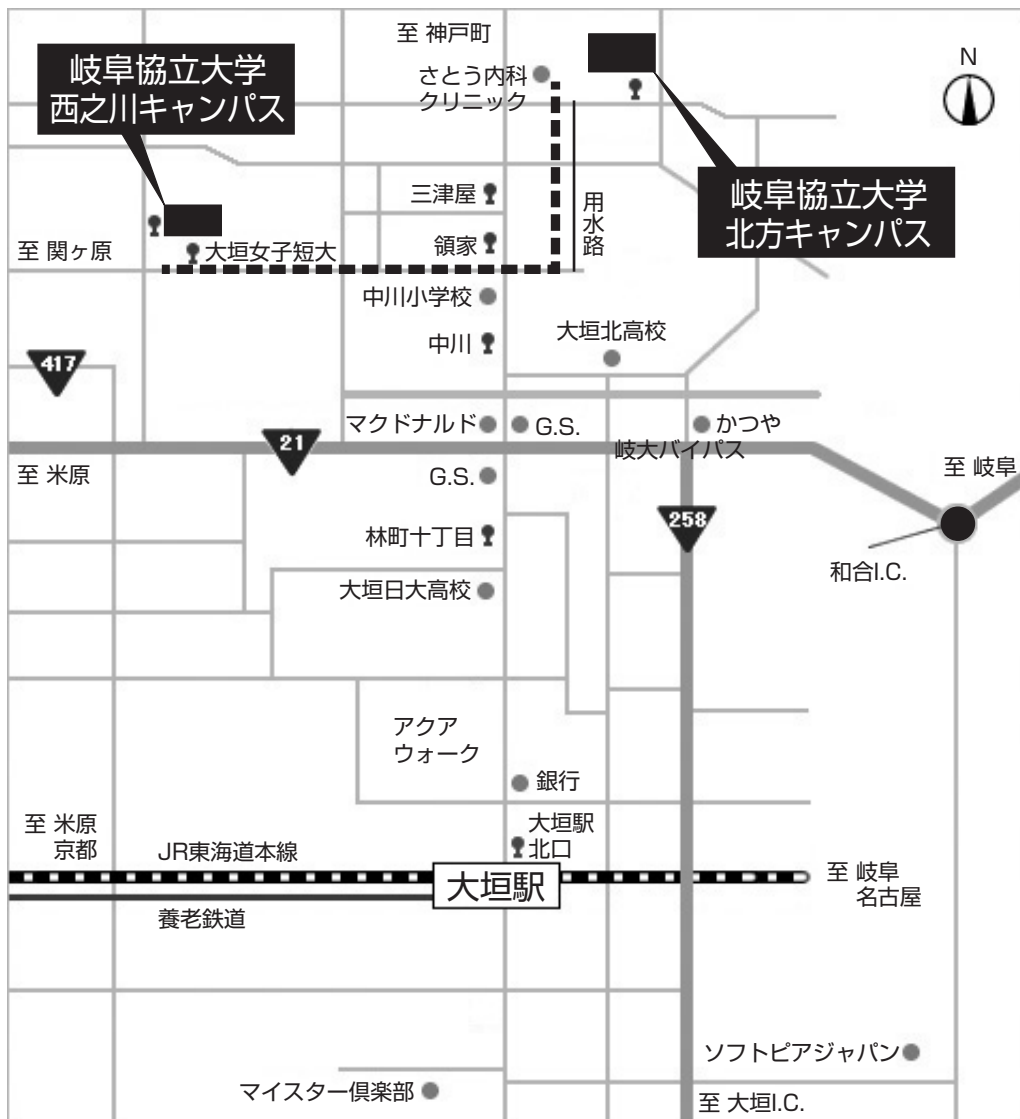 至 神戸町
N
岐阜協立大学
西之川キャンパス
さとう内科
クリニック
岐阜協立大学
北方キャンパス
三津屋
用水路
至 関ヶ原
大垣女子短大
領家
中川小学校
中川
大垣北高校
417
マクドナルド
G.S.
かつや
21
岐大バイパス
至 米原
G.S.
至 岐阜
258
林町十丁目
和合I.C.
大垣日大高校
アクア
ウォーク
銀行
至 米原
京都
大垣駅
北口
JR東海道本線
大垣駅
至 岐阜
名古屋
養老鉄道
ソフトピアジャパン
マイスター倶楽部
至 大垣I.C.